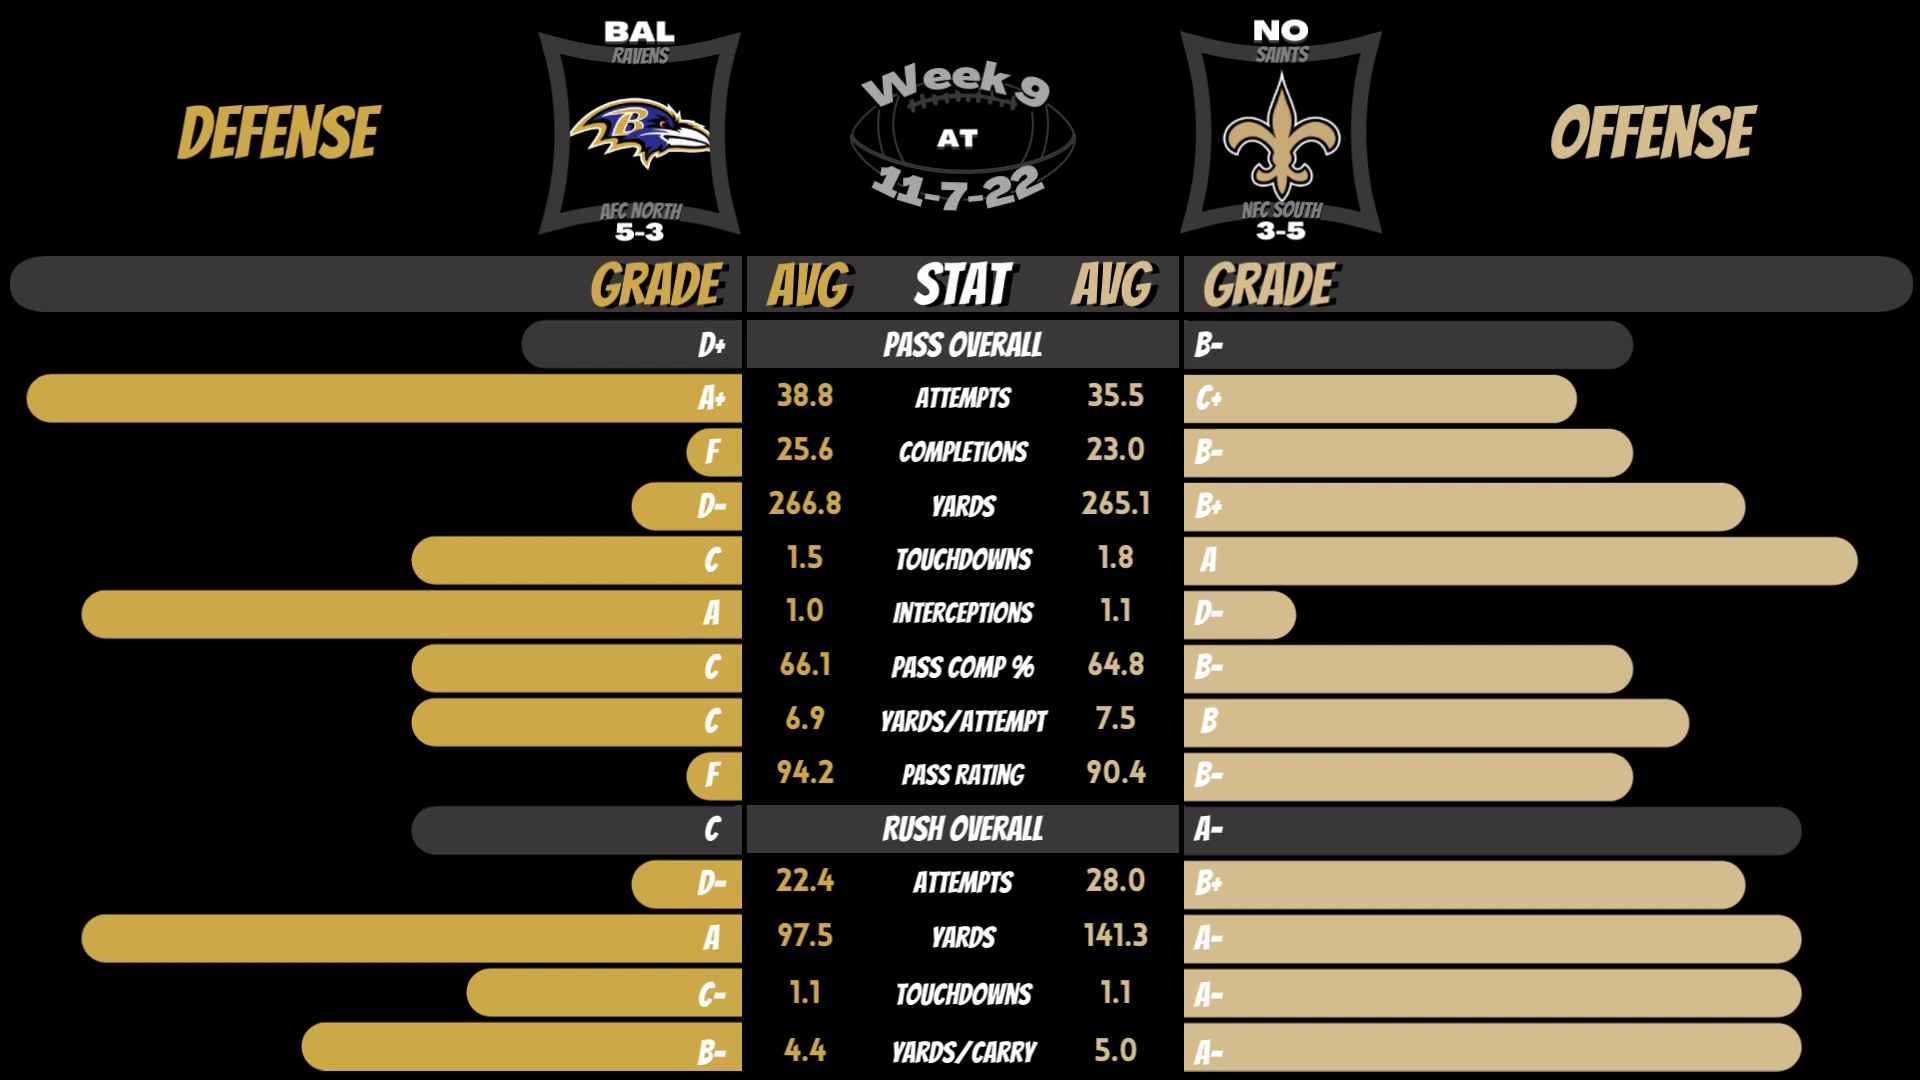 BAL
RAVENS
NO
SAINTS
DEFENSE
B
Week 9
AT
11-7-22
OFFENSE
AFC NORTH
5-3
NFC SOUTH
3-5
GRADE AVG STAT AVG GRADE
D+ PASS OVERALL B-
A+ 38.8 ATTEMPTS 35.5 C+
F 25.6 COMPLETIONS 23.0 B-
D- 266.8 YARDS 265.1 B+
C 1.5 TOUCHDOWNS 1.8 A
A 1.0 INTERCEPTIONS 1.1 D-
C 66.1 PASS COMP % 64.8 B-
C 6.9 YARDS/ATTEMPT 7.5 B
F 94.2 PASS RATING 90.4 B-
C RUSH OVERALL A-
D- 22.4 ATTEMPTS 28.0 B+
A 97.5 YARDS 141.3 A-
C- 1.1 TOUCHDOWNS 1.1 A-
B- 4.4 YARDS/CARRY 5.0 A-